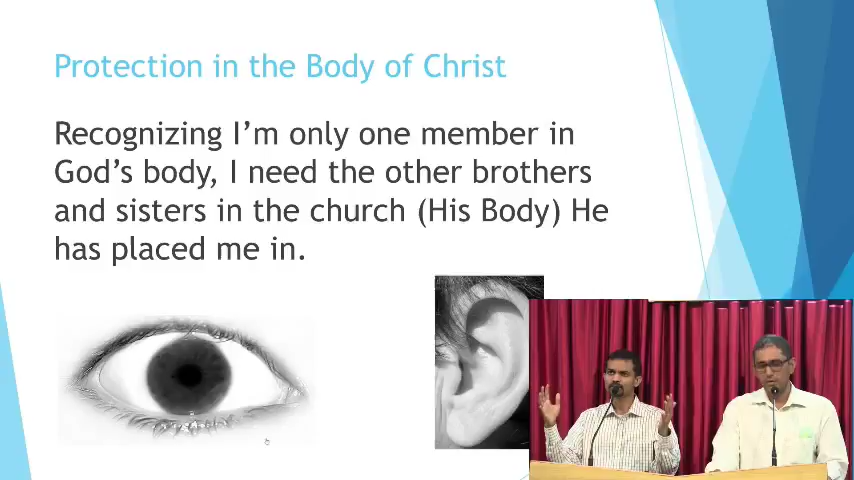 Protection in the Body of Christ
Recognizing I'm only one member in
God's body, I need the other brothers
and sisters in the church (His Body) He
has placed me in.